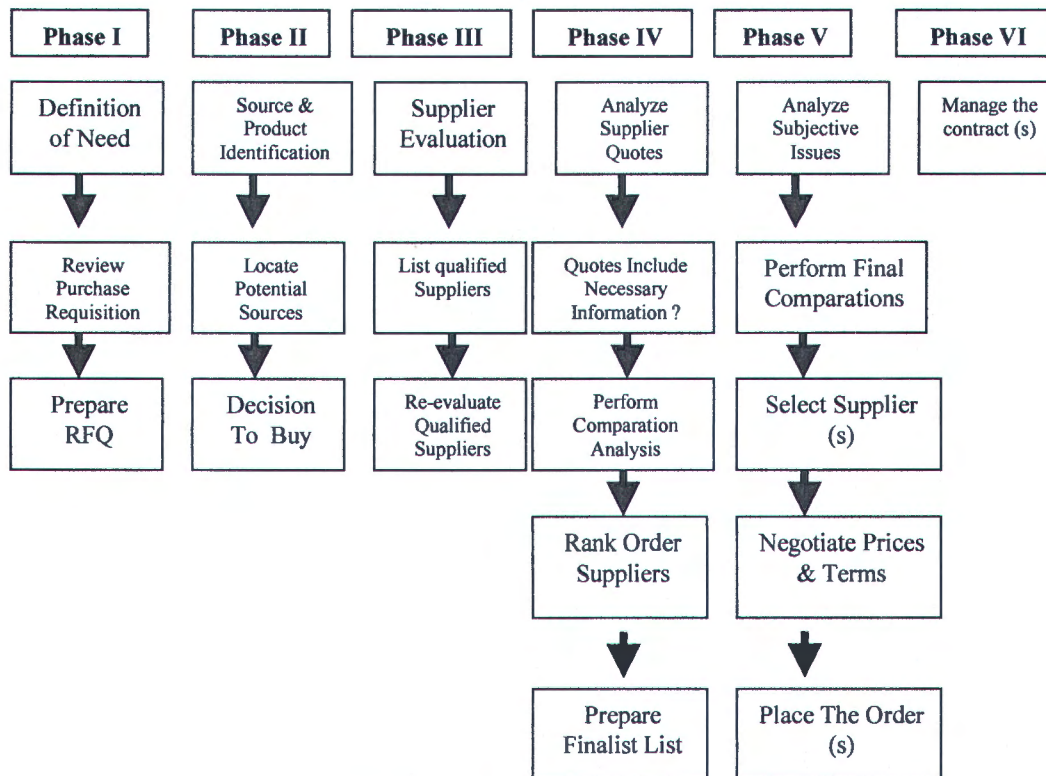 Phase I
Phase II
Phase III
Phase IV
Phase V
Phase VI
Definition
of Need
Source &
Product
Identification
Supplier
Evaluation
Analyze
Supplier
Quotes
Analyze
Subjective
Issues
Manage the
contract (s)
Review
Purchase
Requisition
Locate
Potential
Sources
List qualified
Suppliers
Quotes Include
Necessary
Information ?
Perform Final
Comparations
Prepare
RFQ
Decision
To Buy
Re-evaluate
Qualified
Suppliers
Perform
Comparation
Analysis
Select Supplier
(s)
Rank Order
Suppliers
Negotiate Prices
& Terms
Prepare
Finalist List
Place The Order
(s)